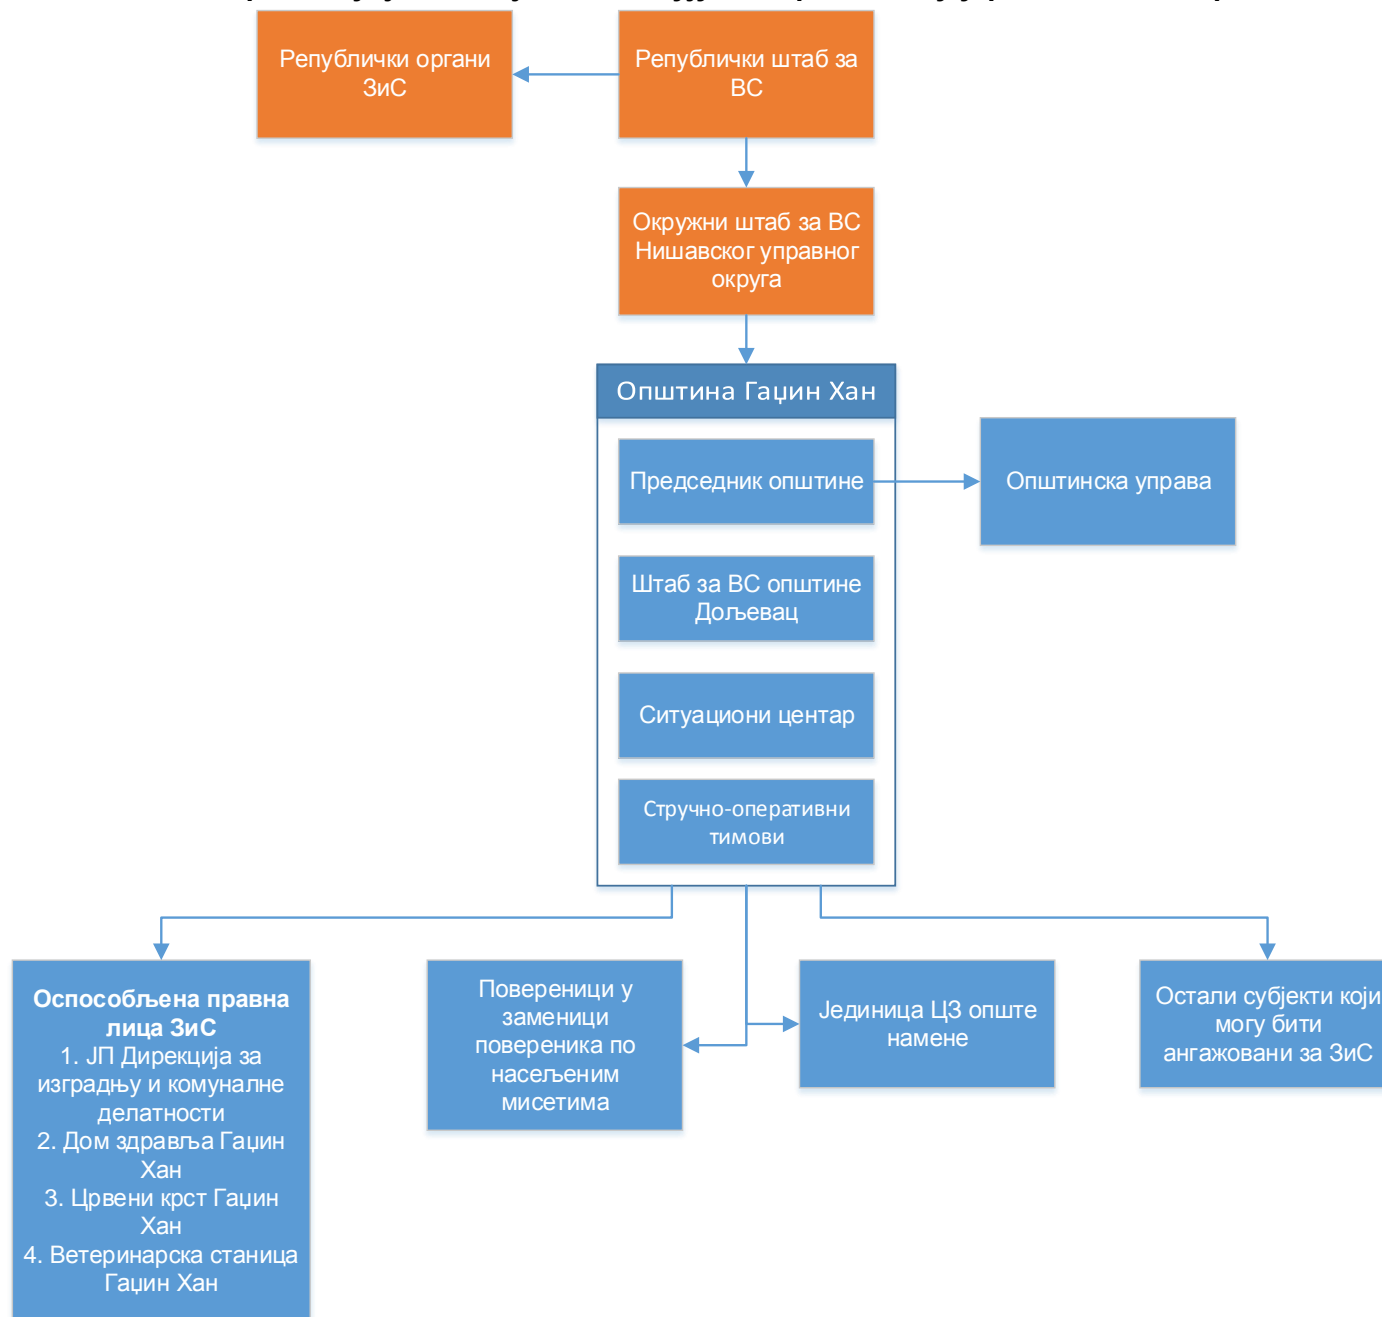 Републички органи
ЗиС
Републички штаб за
ВС
Окружни штаб за ВС
Нишавског управног
округа
Општина Гаџин Хан
Председник општине
Општинска управа
Штаб за ВС општине
Дољевац
Ситуациони центар
Стручно-оперативни
тимови
Оспособљена правна
лица ЗиС
1. ЈП Дирекција за
изградњу и комуналне
делатности
2. Дом здравља Гаџин
Хан
3. Црвени крст Гаџин
Хан
4. Ветеринарска станица
Гаџин Хан
Повереници у
заменици
повереника по
насељеним
мисетима
Јединица ЦЗ опште
намене
Остали субјекти који
могу бити
ангажовани за ЗиС